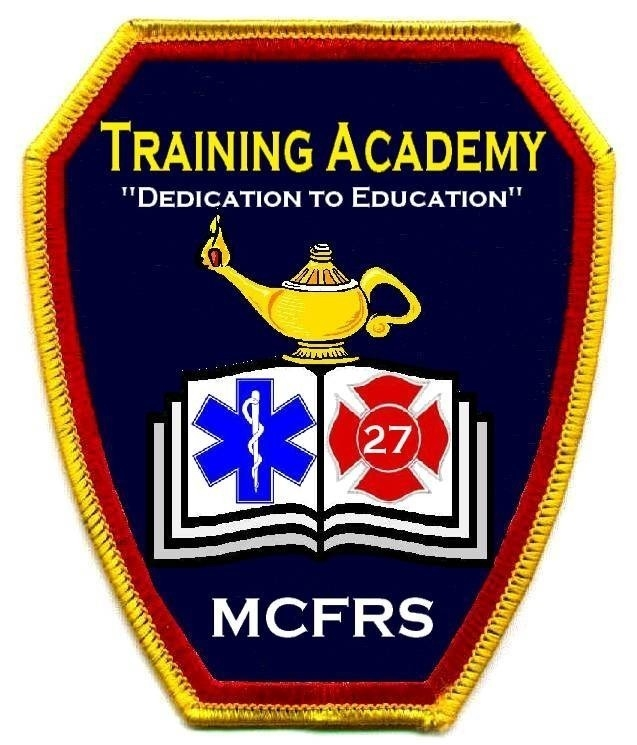 TRAINING ACADEMY
"DEDICATION TO EDUCATION"
27
MCFRS